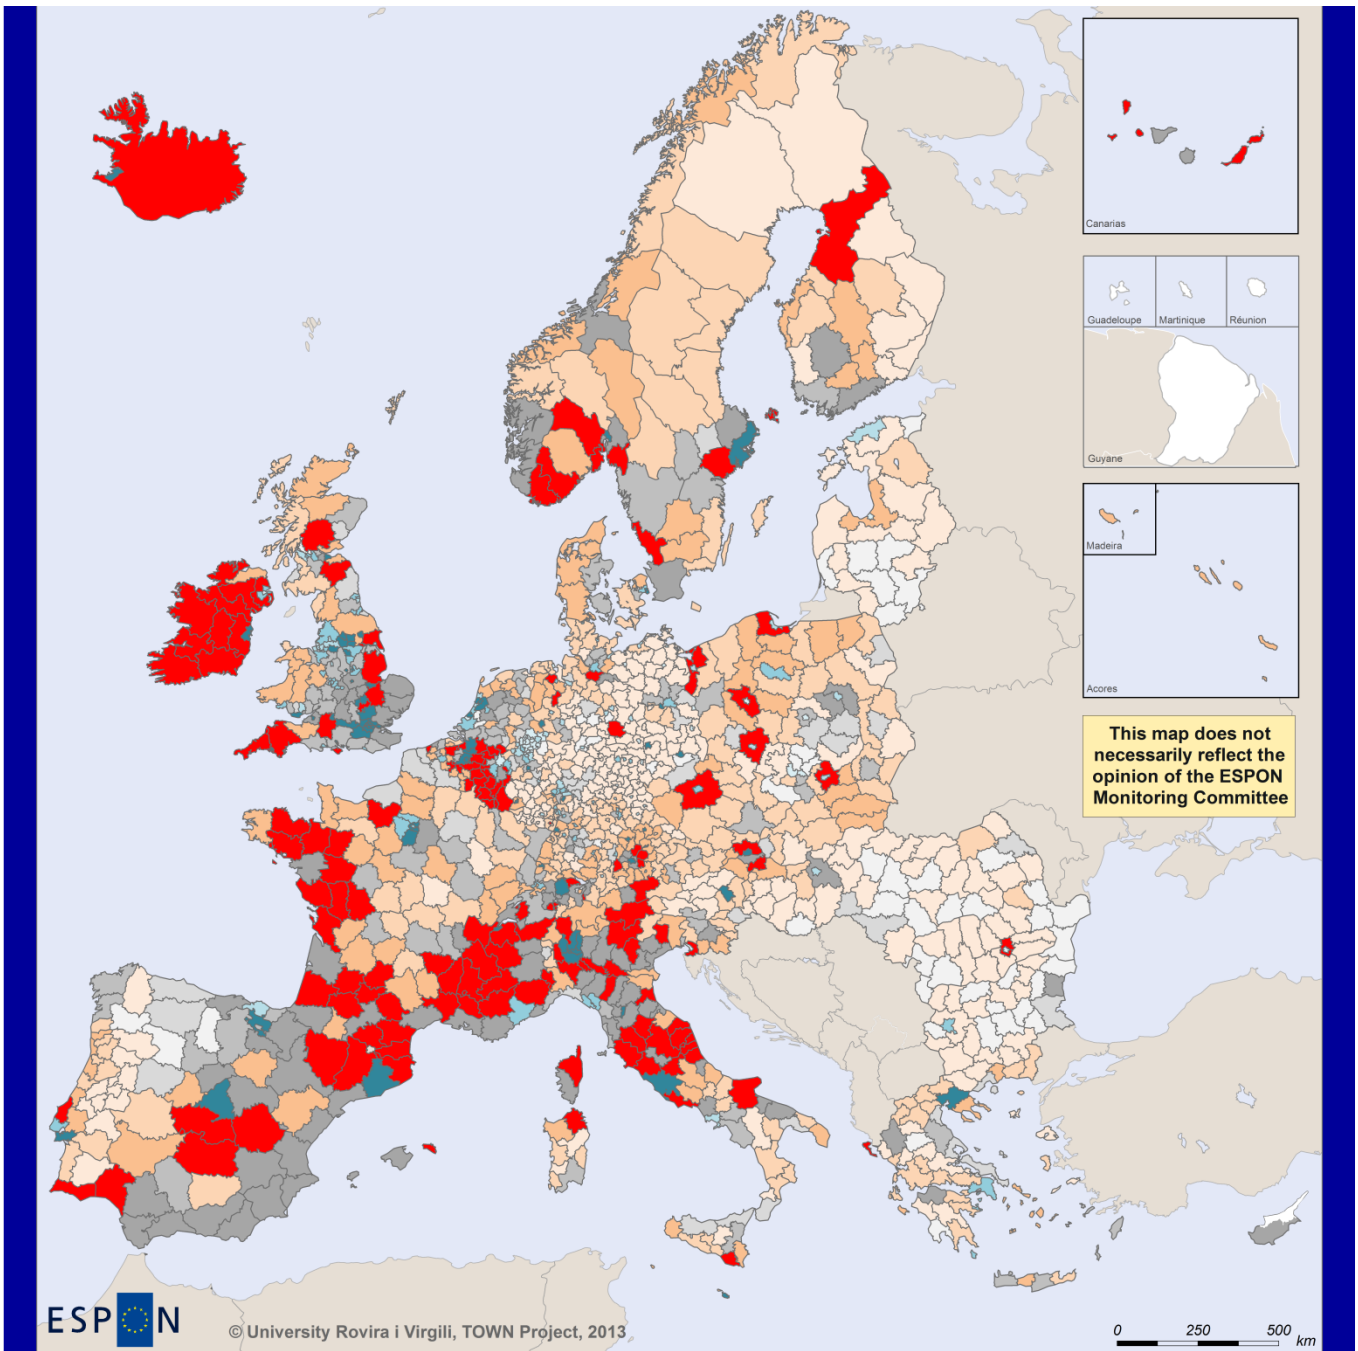 Canarias
Guadeloupe
Martinique
Réunion
Guyane
Madeira
Acores
This map does not
necessarily reflect the
opinion of the ESPON
Monitoring Committee
ESPON
© University Rovira i Virgili, TOWN Project, 2013
0 250 500 km